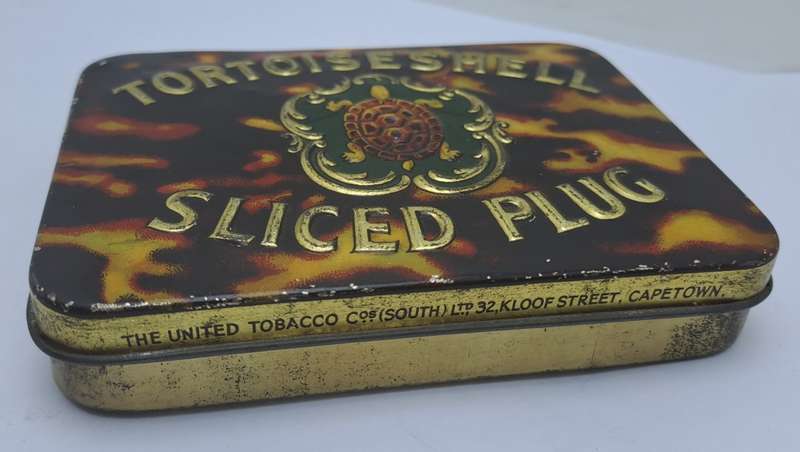 TORTOISESHELL
SLICED PLUG
THE UNITED TOBACCO COS (SOUTH) LTD 32, KLOOF STREET, CAPETOWN.